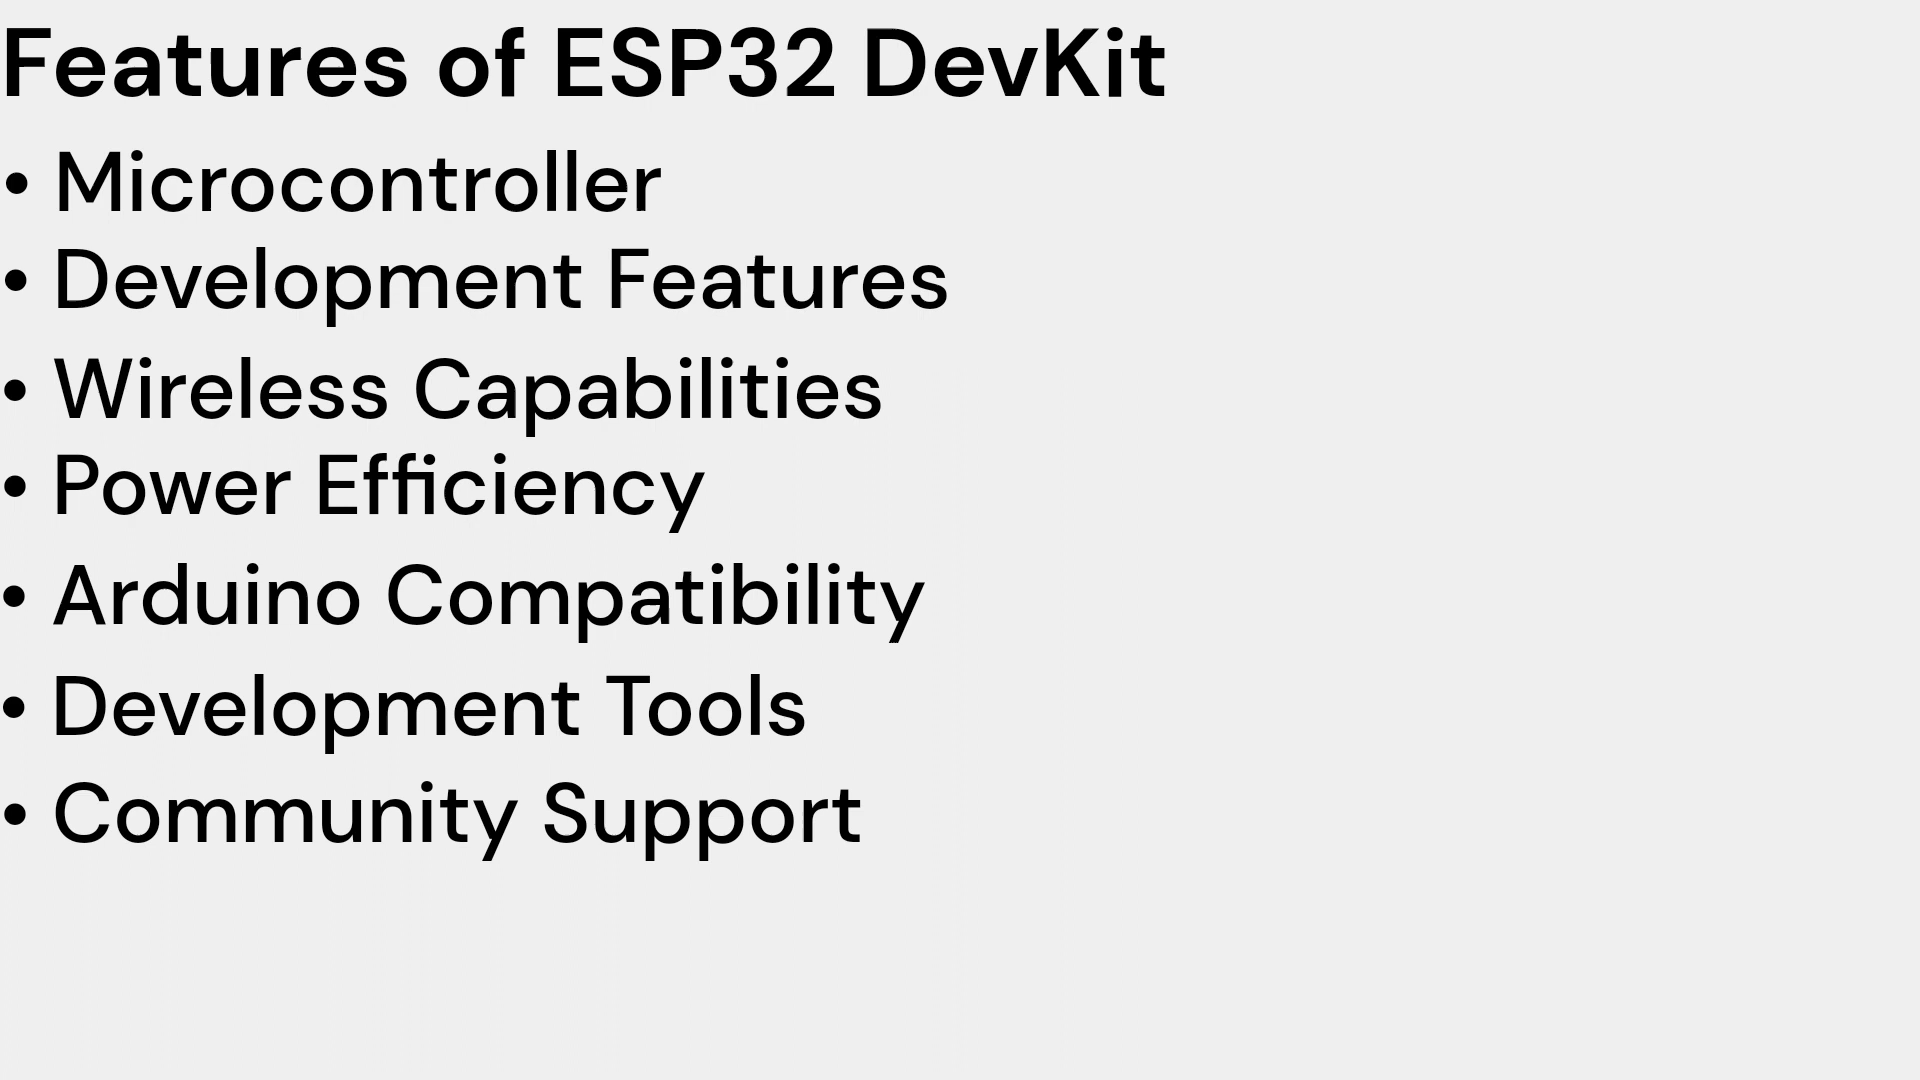 Features of ESP32 DevKit
• Microcontroller
• Development Features
• Wireless Capabilities
• Power Efficiency
• Arduino Compatibility
• Development Tools
• Community Support